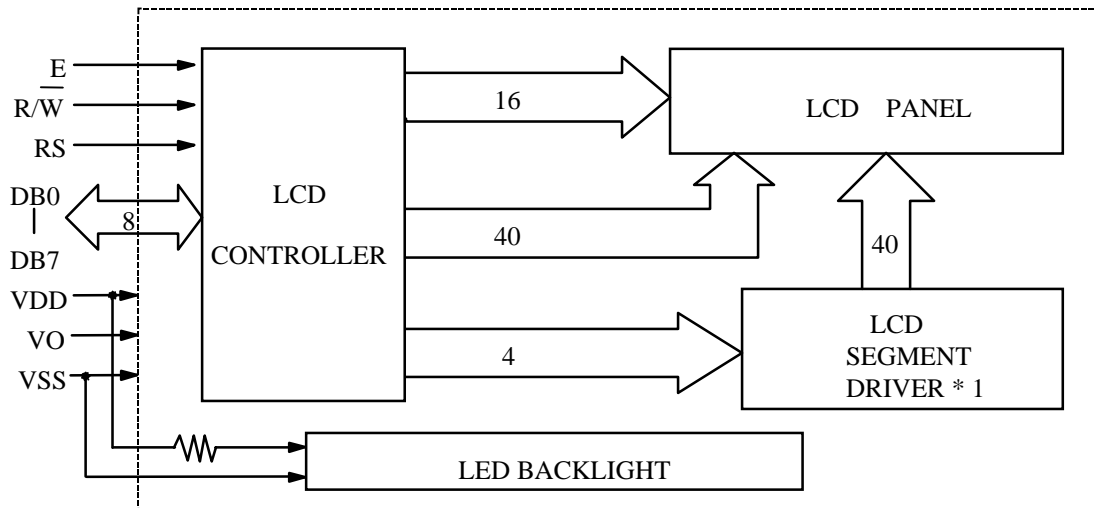 E
R/W
RS
DB0
DB7
8
VDD
VO
VSS
LCD
CONTROLLER
16
40
4
LCD PANEL
40
LCD
SEGMENT
DRIVER * 1
LED BACKLIGHT